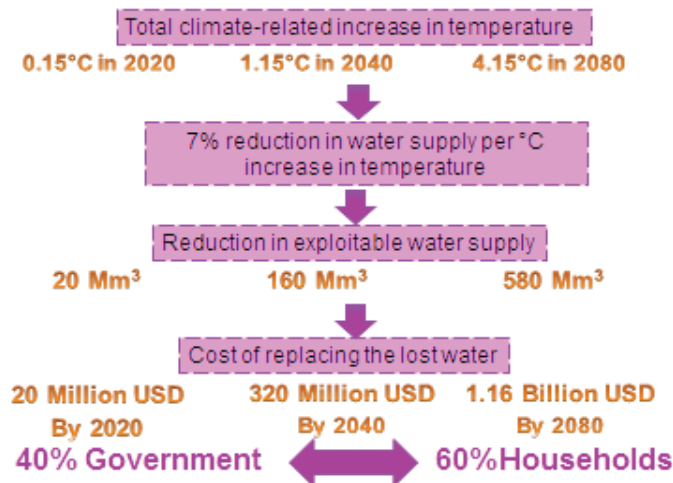 Total climate-related increase in temperature
0.15°C in 2020 1.15°C in 2040 4.15°C in 2080
7% reduction in water supply per °C
increase in temperature
Reduction in exploitable water supply
20 Mm³ 160 Mm³ 580 Mm³
Cost of replacing the lost water
20 Million USD 320 Million USD 1.16 Billion USD
By 2020 By 2040 By 2080
40% Government 60%Households